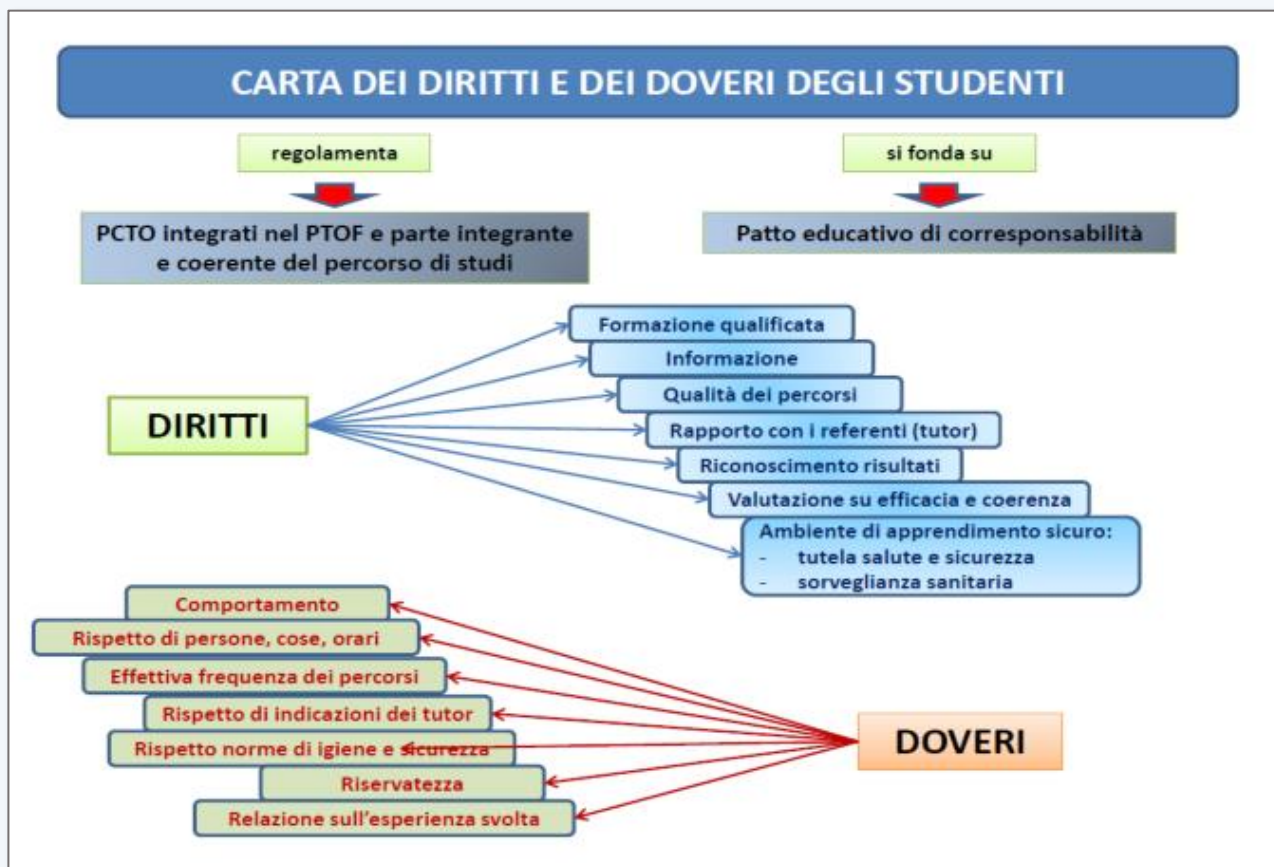 CARTA DEI DIRITTI E DEI DOVERI DEGLI STUDENTI
regolamenta
si fonda su
PCTO integrati nel PTOF e parte integrante
e coerente del percorso di studi
Patto educativo di corresponsabilità
DIRITTI
Formazione qualificata
Informazione
Qualità dei percorsi
Rapporto con i referenti (tutor)
Riconoscimento risultati
Valutazione su efficacia e coerenza
Ambiente di apprendimento sicuro:
- tutela salute e sicurezza
- sorveglianza sanitaria
Comportamento
Rispetto di persone, cose, orari
Effettiva frequenza dei percorsi
Rispetto di indicazioni dei tutor
Rispetto norme di igiene e sicurezza
Riservatezza
Relazione sull'esperienza svolta
DOVERI